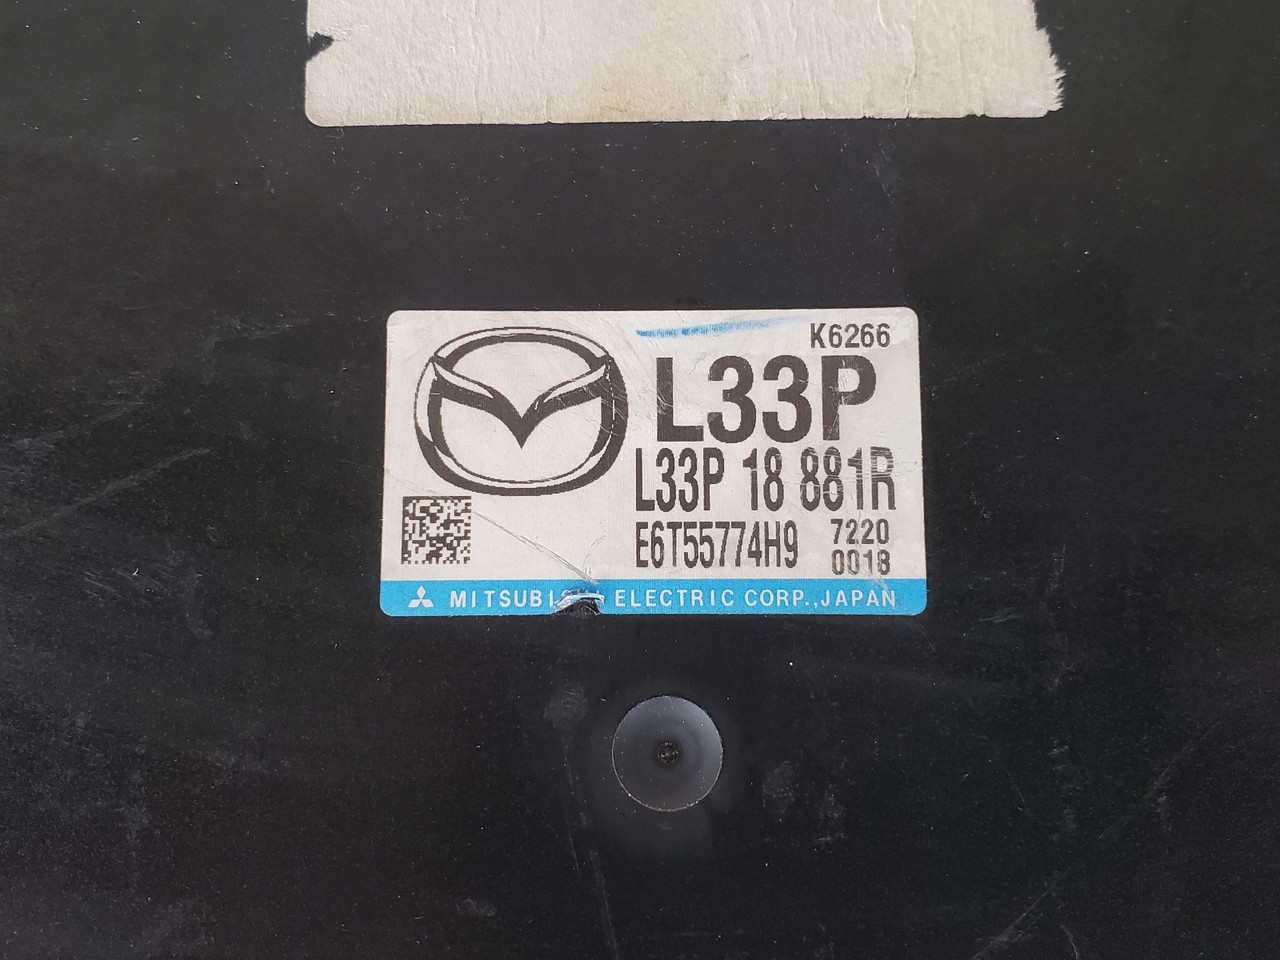 K6266
L33P
L33P 18 881R
E6T55774H9 7220
0018
ELECTRIC CORP., JAPAN